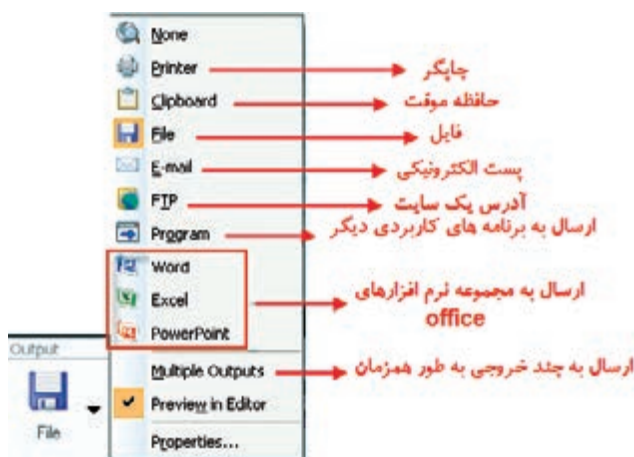 None
Printer
چاپگر
Clipboard
حافظه موقت
File
فایل
E-mail
پست الکترونیکی
FTP
آدرس یک سایت
Program
ارسال به برنامه های کاربردی دیگر
Word
Excel
ارسال به مجموعه نرم افزارهای
office
PowerPoint
Output
Multiple Outputs
ارسال به چند خروجی به طور همزمان
Preview in Editor
File
Properties...